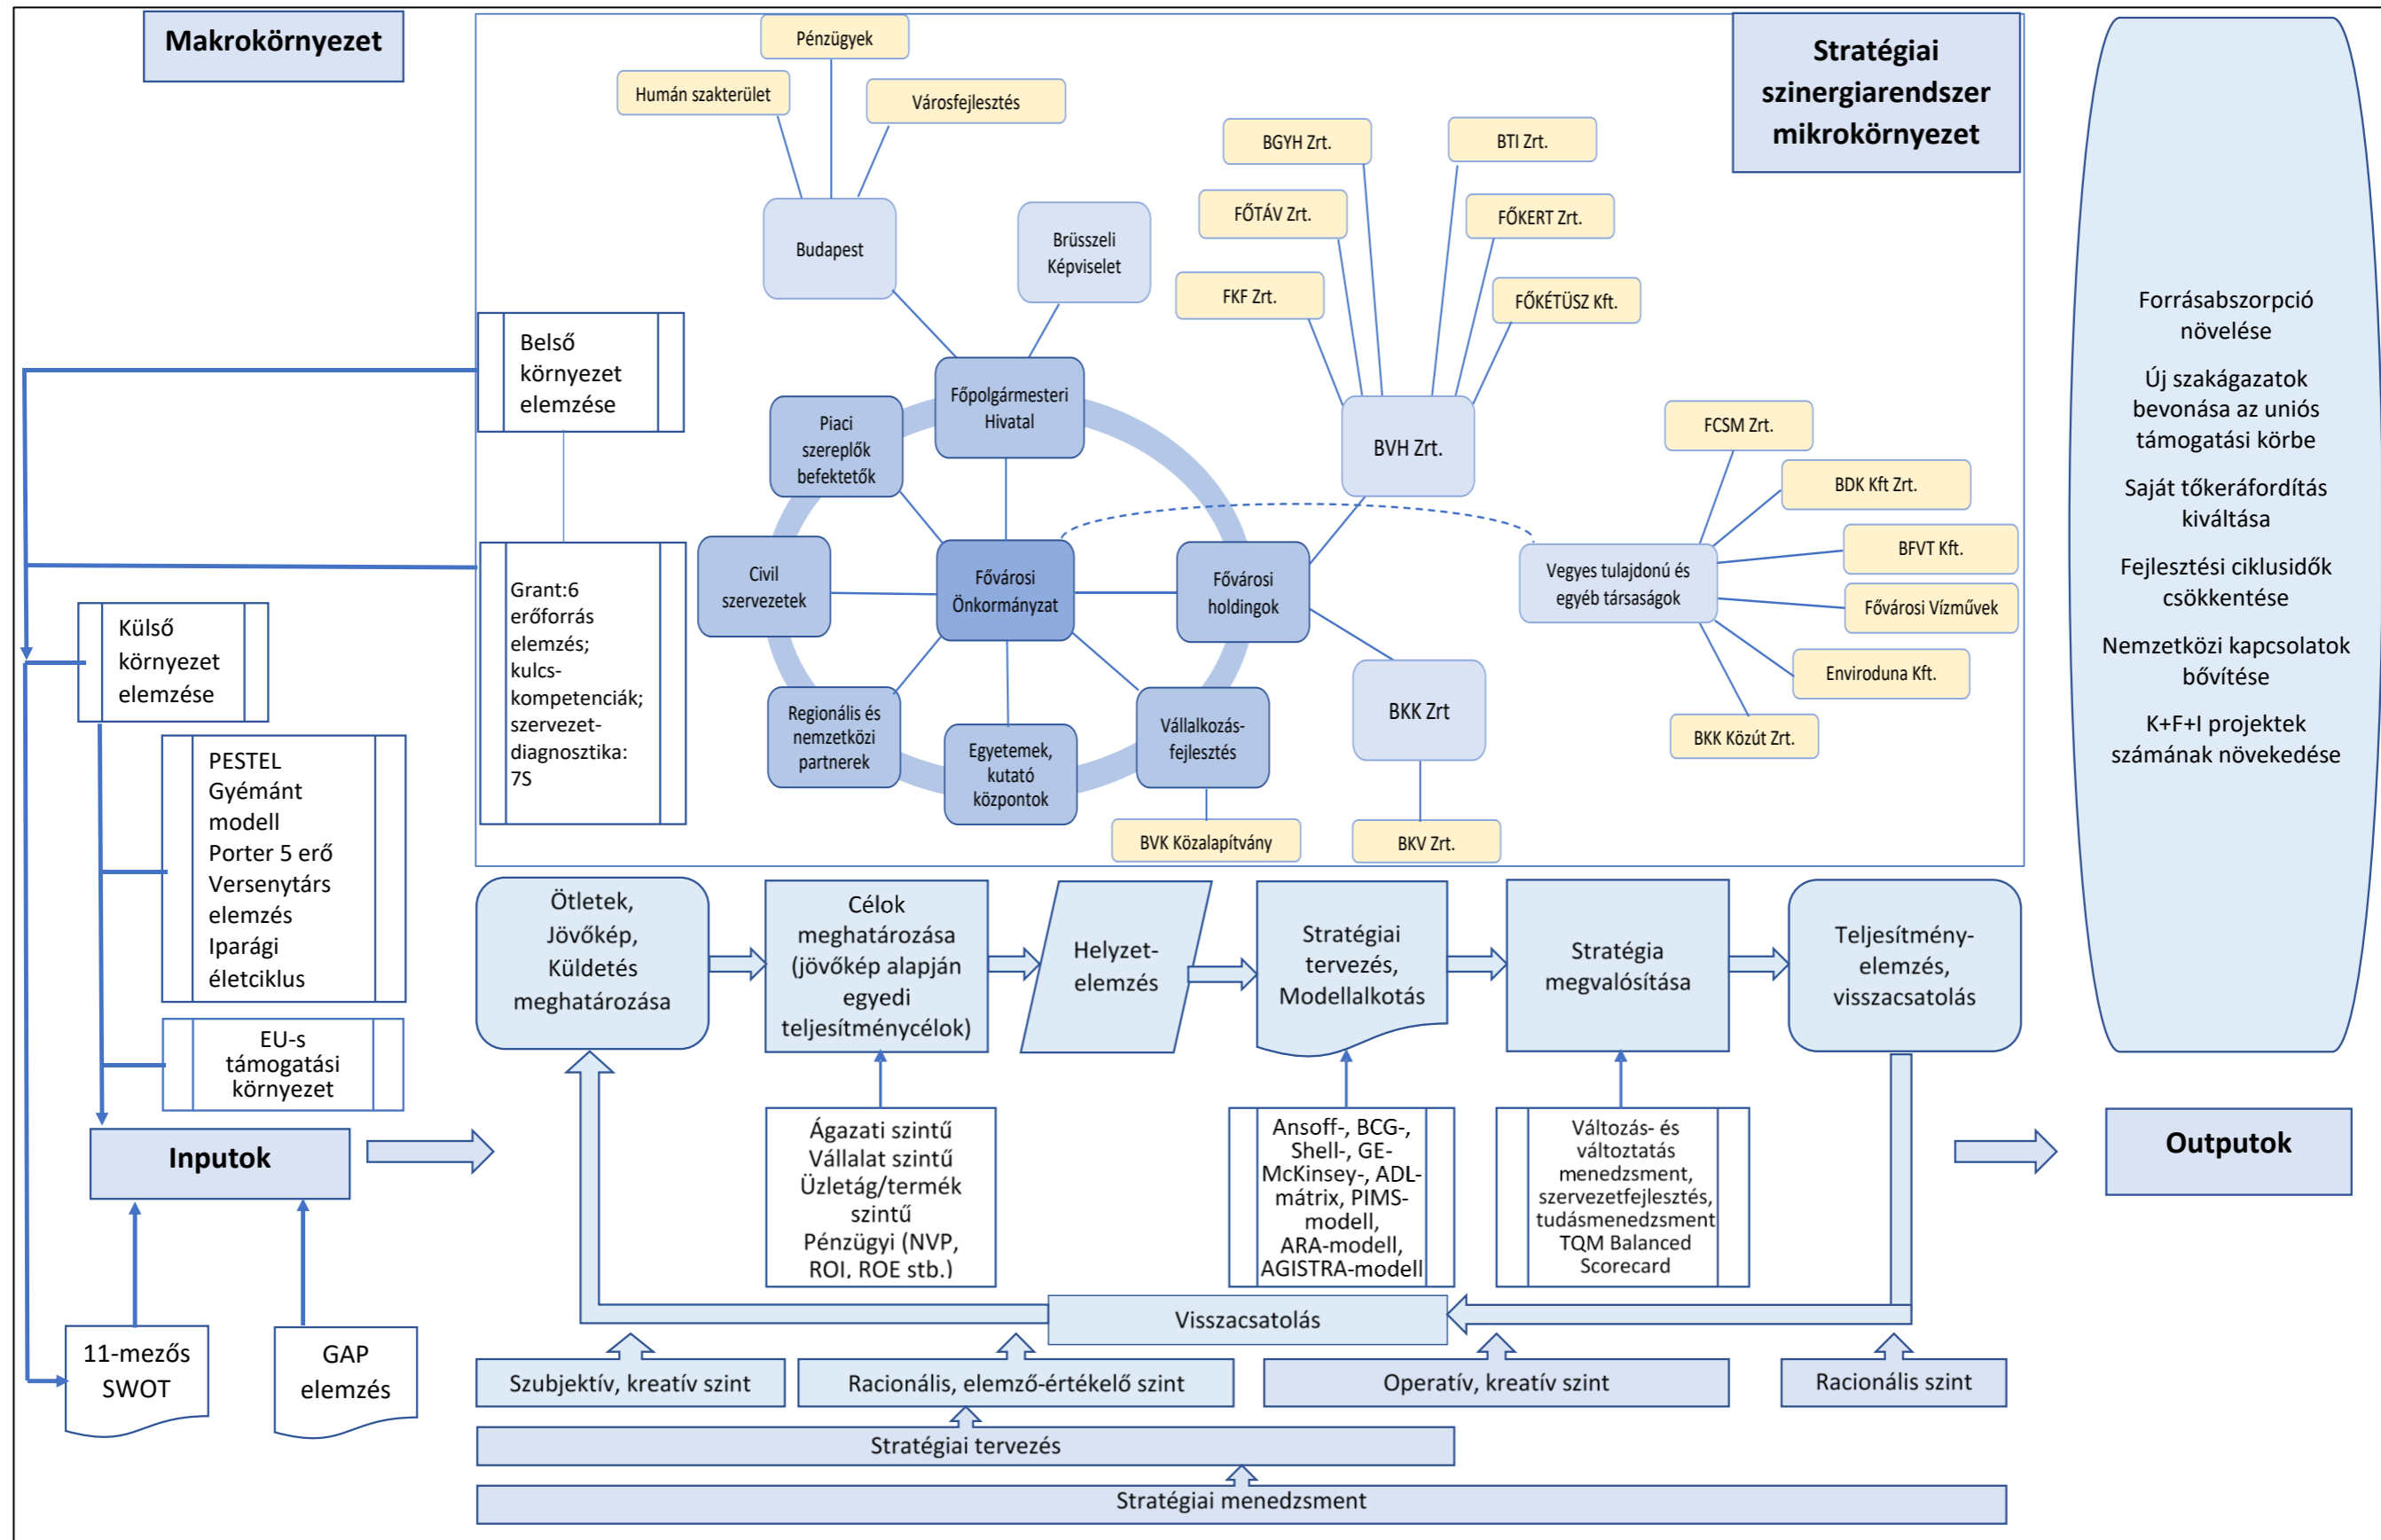 Makrokörnyezet
Stratégiai
szinergiarendszer
mikrokörnyezet
Pénzügyek
Humán szakterület
Városfejlesztés
Budapest
Brüsszeli
Képviselet
BGYH Zrt.
BTI Zrt.
FŐTÁV Zrt.
FŐKERT Zrt.
FKF Zrt.
FŐKÉTÜSZ Kft.
BVH Zrt.
Belső
környezet
elemzése
Főpolgármesteri
Hivatal
Piaci
szereplők
befektetők
Civil
szervezetek
Fővárosi
Önkormányzat
Fővárosi
holdingok
Regionális és
nemzetközi
partnerek
Egyetemek,
kutató
központok
Vállalkozás-
fejlesztés
BVK Közalapítvány
BKK Zrt
BKV Zrt.
Vegyes tulajdonú és
egyéb társaságok
FCSM Zrt.
BDK Kft Zrt.
BFVT Kft.
Fővárosi Vízművek
Enviroduna Kft.
BKK Közút Zrt.
Grant:6
erőforrás
elemzés;
kulcs-
kompetenciák;
szervezet-
diagnosztika:
7S
Külső
környezet
elemzése
PESTEL
Gyémánt
modell
Porter 5 erő
Versenytárs
elemzés
Iparági
életciklus
EU-s
támogatási
környezet
Inputok
11-mezős
SWOT
GAP
elemzés
Ötletek,
Jövőkép,
Küldetés
meghatározása
Célok
meghatározása
(jövőkép alapján
egyedi
teljesítménycélok)
Helyzet-
elemzés
Stratégiai
tervezés,
Modellalkotás
Stratégia
megvalósítása
Teljesítmény-
elemzés,
visszacsatolás
Ágazati szintű
Vállalat szintű
Üzletág/termék
szintű
Pénzügyi (NVP,
ROI, ROE stb.)
Ansoff-, BCG-,
Shell-, GE-
McKinsey-, ADL-
mátrix, PIMS-
modell,
ARA-modell,
AGISTRA-modell
Változás- és
változtatás
menedzsment,
szervezetfejlesztés,
tudásmenedzsment
TQM Balanced
Scorecard
Visszacsatolás
Szubjektív, kreatív szint
Racionális, elemző-értékelő szint
Operatív, kreatív szint
Racionális szint
Stratégiai tervezés
Stratégiai menedzsment
Forrásabszorpció
növelése
Új szakágazatok
bevonása az uniós
támogatási körbe
Saját tőkeráfordítás
kiváltása
Fejlesztési ciklusidők
csökkentése
Nemzetközi kapcsolatok
bővítése
K+F+I projektek
számának növekedése
Outputok